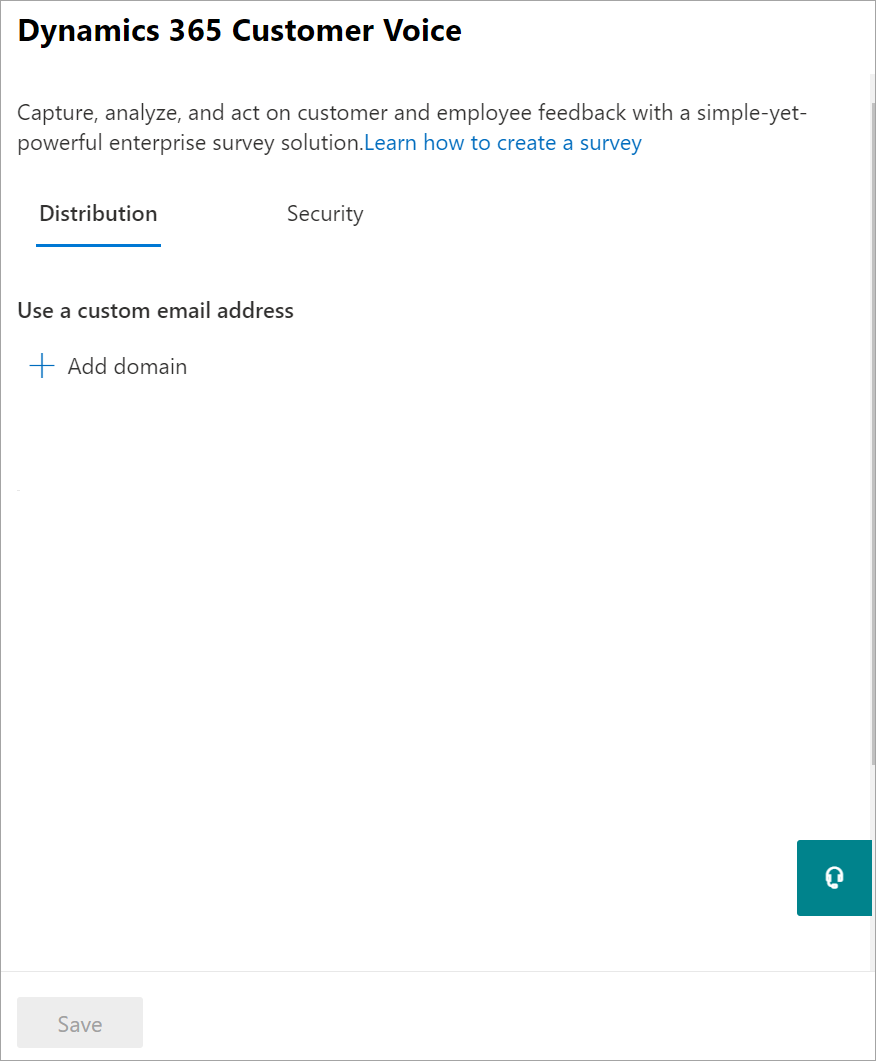 Dynamics 365 Customer Voice
Capture, analyze, and act on customer and employee feedback with a simple-yet-
powerful enterprise survey solution.Learn how to create a survey
Distribution Security
Use a custom email address
Add domain
Save